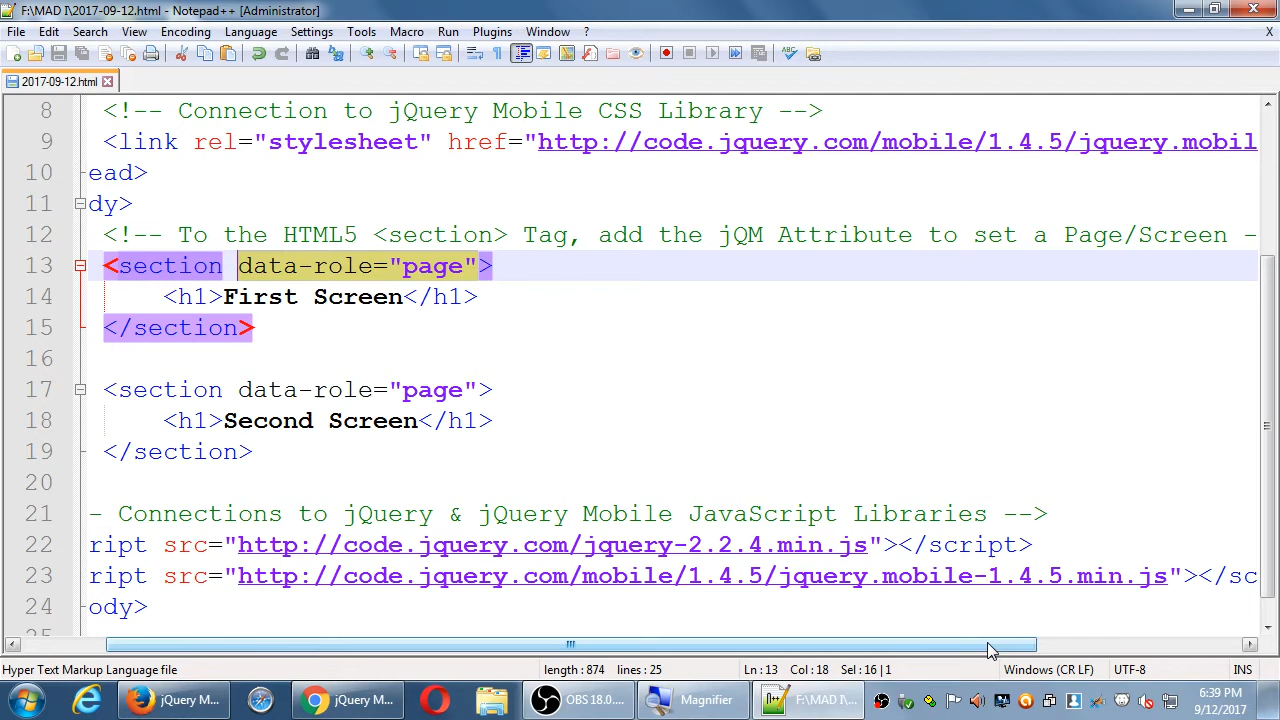 F:\MAD I\2017-09-12.html - Notepad++ [Administrator]
File Edit Search View Encoding Language Settings Tools Macro Run Plugins Window ? X
2017-09-12.html
8 <!-- Connection to jQuery Mobile CSS Library -->
9 <link rel="stylesheet" href="http://code.jquery.com/mobile/1.4.5/jquery.mobil
10 ead>
11 dy>
12 <!-- To the HTML5 <section> Tag, add the jQM Attribute to set a Page/Screen -
13 <section data-role="page">
14 <h1>First Screen</h1>
15 </section>
16
17 <section data-role="page">
18 <h1>Second Screen</h1>
19 </section>
20
21 - Connections to jQuery & jQuery Mobile JavaScript Libraries -->
22 ript src="http://code.jquery.com/jquery-2.2.4.min.js"></script>
23 ript src="http://code.jquery.com/mobile/1.4.5/jquery.mobile-1.4.5.min.js"></sc
24 ody>
25
Hyper Text Markup Language file length : 874 lines : 25 Ln : 13 Col : 18 Sel : 16 | 1 Windows (CR LF) UTF-8 INS
jQuery M... jQuery M... OBS 18.0.... Magnifier F:\MAD I\... 6:39 PM
9/12/2017